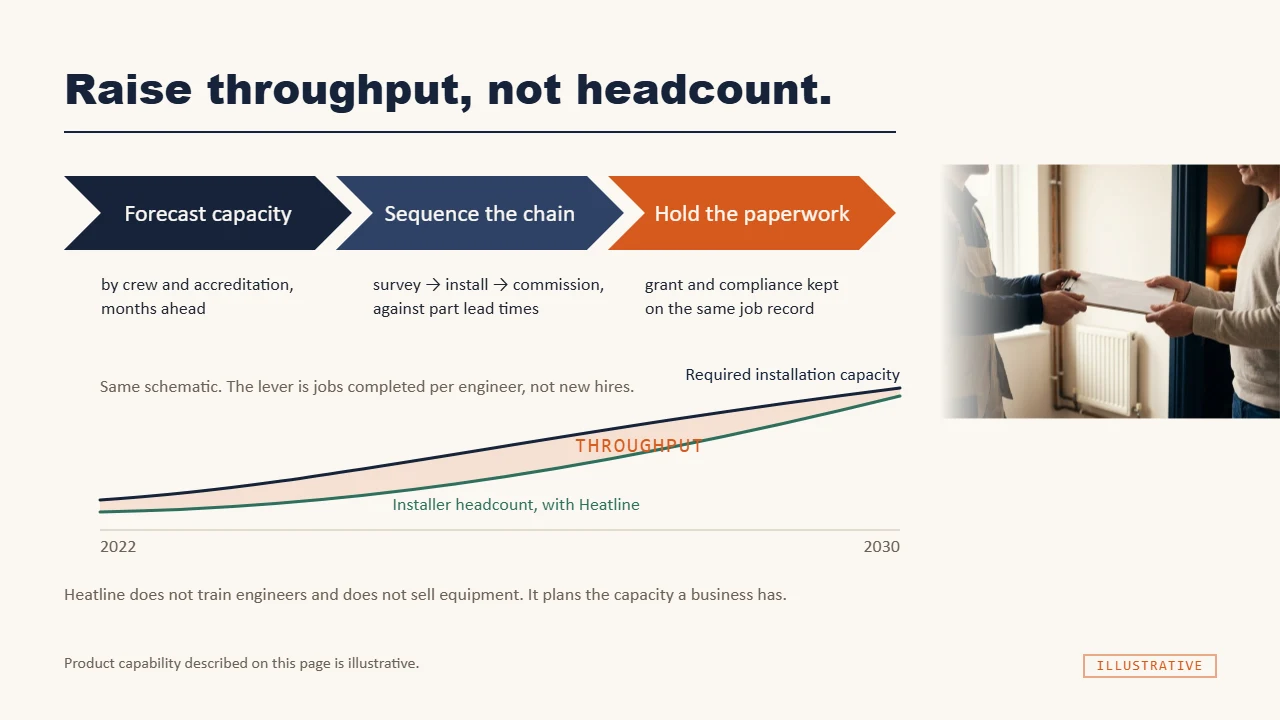 Raise throughput, not headcount.
Forecast capacity
Sequence the chain
Hold the paperwork
by crew and accreditation,
months ahead
survey → install → commission,
against part lead times
grant and compliance kept
on the same job record
Same schematic. The lever is jobs completed per engineer, not new hires.
Required installation capacity
THROUGHPUT
Installer headcount, with Heatline
2022
2030
Heatline does not train engineers and does not sell equipment. It plans the capacity a business has.
Product capability described on this page is illustrative.
ILLUSTRATIVE